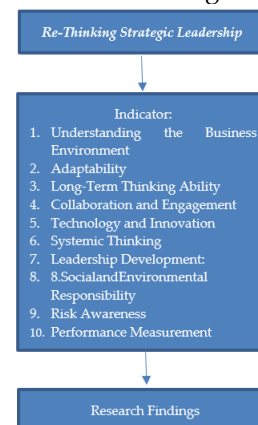 Re-Thinking Strategic Leadership
Indicator:
1. Understanding the Business
Environment
2. Adaptability
3. Long-Term Thinking Ability
4. Collaboration and Engagement
5. Technology and Innovation
6. Systemic Thinking
7. Leadership Development:
8. 8.SocialandEnvironmental
Responsibility
9. Risk Awareness
10. Performance Measurement
Research Findings